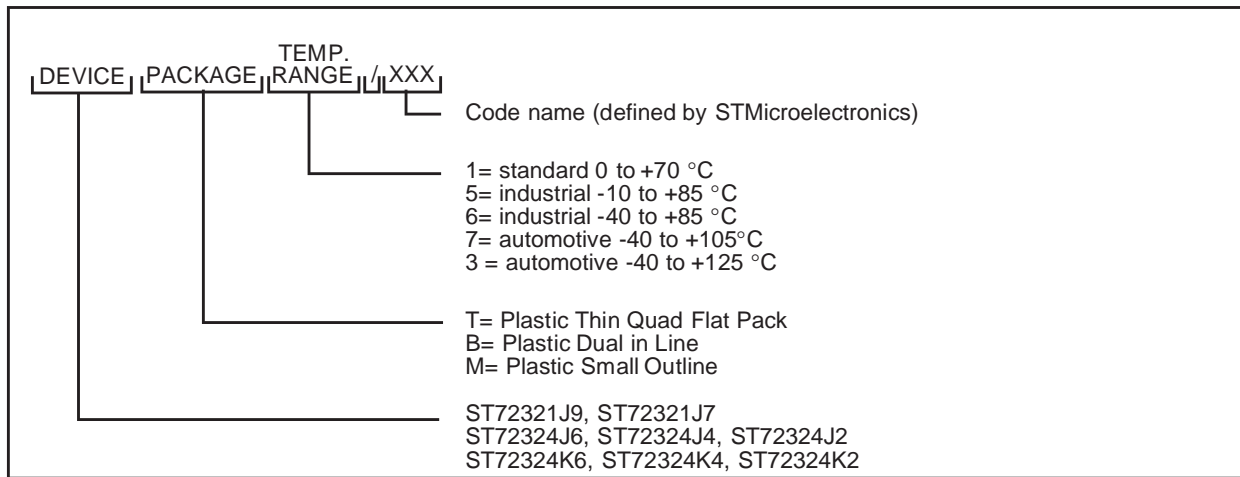 TEMP.
DEVICE PACKAGE RANGE / XXX
Code name (defined by STMicroelectronics)
1= standard 0 to +70 °C
5= industrial -10 to +85 °C
6= industrial -40 to +85 °C
7= automotive -40 to +105°C
3 = automotive -40 to +125 °C
T= Plastic Thin Quad Flat Pack
B= Plastic Dual in Line
M= Plastic Small Outline
ST72321J9, ST72321J7
ST72324J6, ST72324J4, ST72324J2
ST72324K6, ST72324K4, ST72324K2